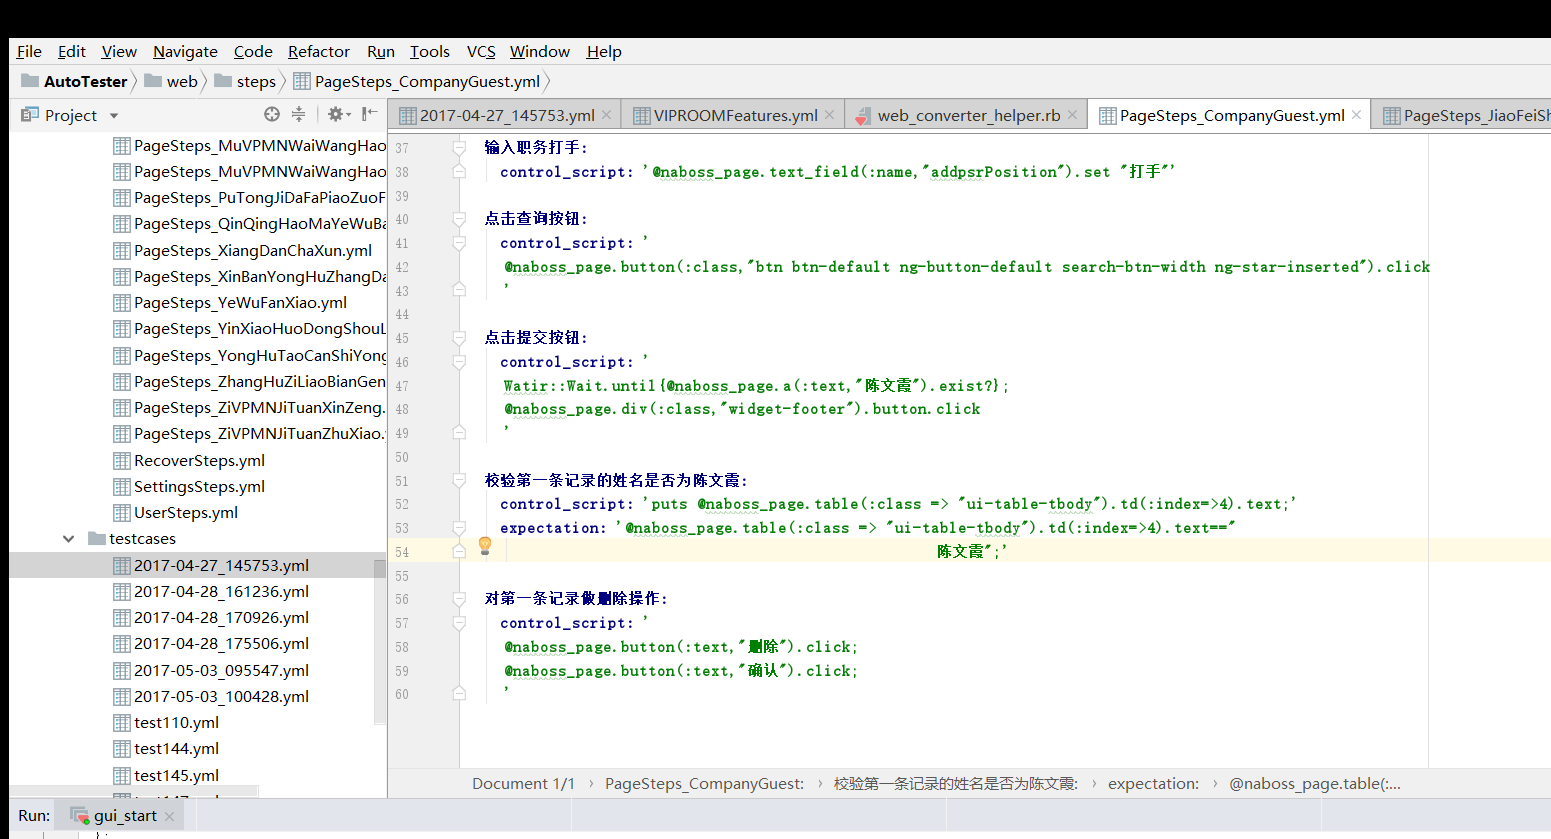 File Edit View Navigate Code Refactor Run Tools VCS Window Help
AutoTester web steps PageSteps_CompanyGuest.yml
Project 2017-04-27_145753.yml VIPROOMFeatures.yml web_converter_helper.rb PageSteps_CompanyGuest.yml PageSteps_JiaoFeiSh
PageSteps_MuVPMNWaiWangHao
PageSteps_MuVPMNWaiWangHao
PageSteps_PuTongJiDaFaPiaoZuoF
PageSteps_QinQingHaoMaYeWuBa
PageSteps_XiangDanChaXun.yml
PageSteps_XinBanYongHuZhangDa
PageSteps_YeWuFanXiao.yml
PageSteps_YinXiaoHuoDongShouL
PageSteps_YongHuTaoCanShiYong
PageSteps_ZhangHuZiLiaoBianGen
PageSteps_ZiVPMNJiTuanXinZeng.
PageSteps_ZiVPMNJiTuanZhuXiao.
RecoverSteps.yml
SettingsSteps.yml
UserSteps.yml
testcases
2017-04-27_145753.yml
2017-04-28_161236.yml
2017-04-28_170926.yml
2017-04-28_175506.yml
2017-05-03_095547.yml
2017-05-03_100428.yml
test110.yml
test144.yml
test145.yml
37 输入职务打手:
38 control_script: '@naboss_page.text_field(:name,"addpsrPosition").set "打手"'
39
40 点击查询按钮:
41 control_script: '
42 @naboss_page.button(:class,"btn btn-default ng-button-default search-btn-width ng-star-inserted").click
43 '
44
45 点击提交按钮:
46 control_script: '
47 Watir::Wait.until{@naboss_page.a(:text,"陈文霞").exist?};
48 @naboss_page.div(:class,"widget-footer").button.click
49 '
50
51 校验第一条记录的姓名是否为陈文霞:
52 control_script: 'puts @naboss_page.table(:class => "ui-table-tbody").td(:index=>4).text;'
53 expectation: '@naboss_page.table(:class => "ui-table-tbody").td(:index=>4).text=="
54 陈文霞";'
55
56 对第一条记录做删除操作:
57 control_script: '
58 @naboss_page.button(:text,"删除").click;
59 @naboss_page.button(:text,"确认").click;
60 '
Document 1/1 › PageSteps_CompanyGuest: › 校验第一条记录的姓名是否为陈文霞: › expectation: › @naboss_page.table(:...
Run: gui_start